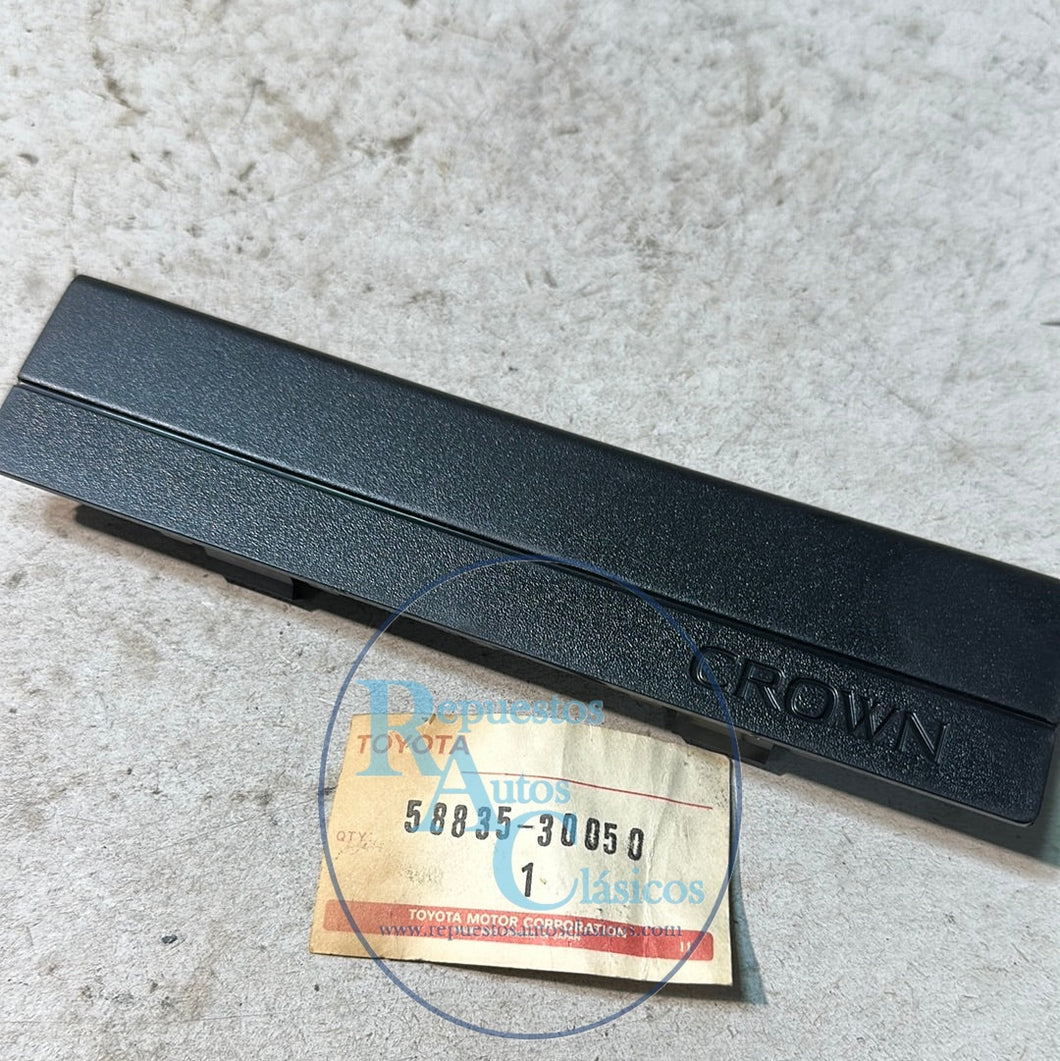 CROWN
Repuestos
TOYOTA
Autos
58835-30050
QTY.
1
Clásicos
TOYOTA MOTOR CORPORATION
www.repuestosautosclasicos.com